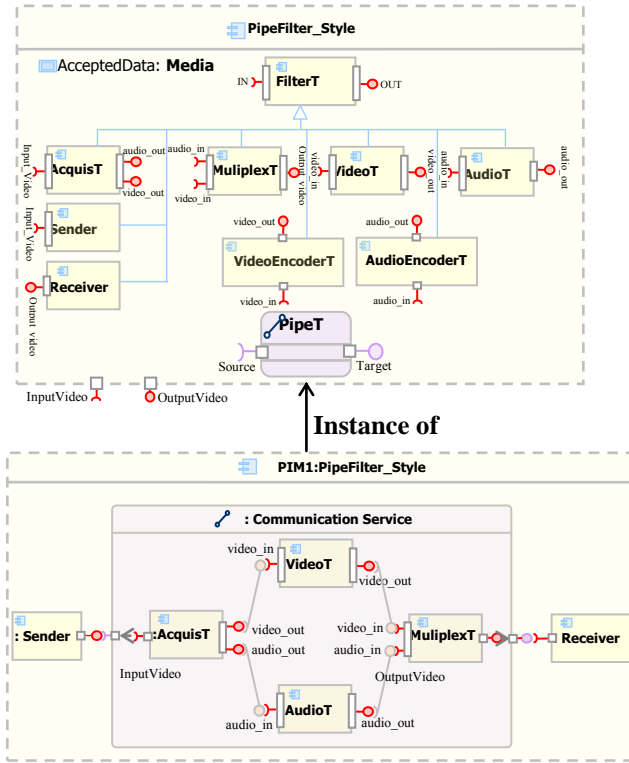 PipeFilter_Style
AcceptedData: Media
FilterT
IN
OUT
Input_Video
AcquisT
audio_out
video_out
audio_in
video_in
MuliplexT
Output_video
video_in
VideoT
video_out
audio_in
AudioT
audio_out
Input_Video
Sender
Output_video
Receiver
video_out
VideoEncoderT
video_in
audio_out
AudioEncoderT
audio_in
PipeT
Source
Target
InputVideo
OutputVideo
Instance of
PIM1:PipeFilter_Style
: Communication Service
video_in
VideoT
video_out
: Sender
:AcquisT
video_out
audio_out
InputVideo
video_in
audio_in
MuliplexT
OutputVideo
Receiver
audio_in
AudioT
audio_out